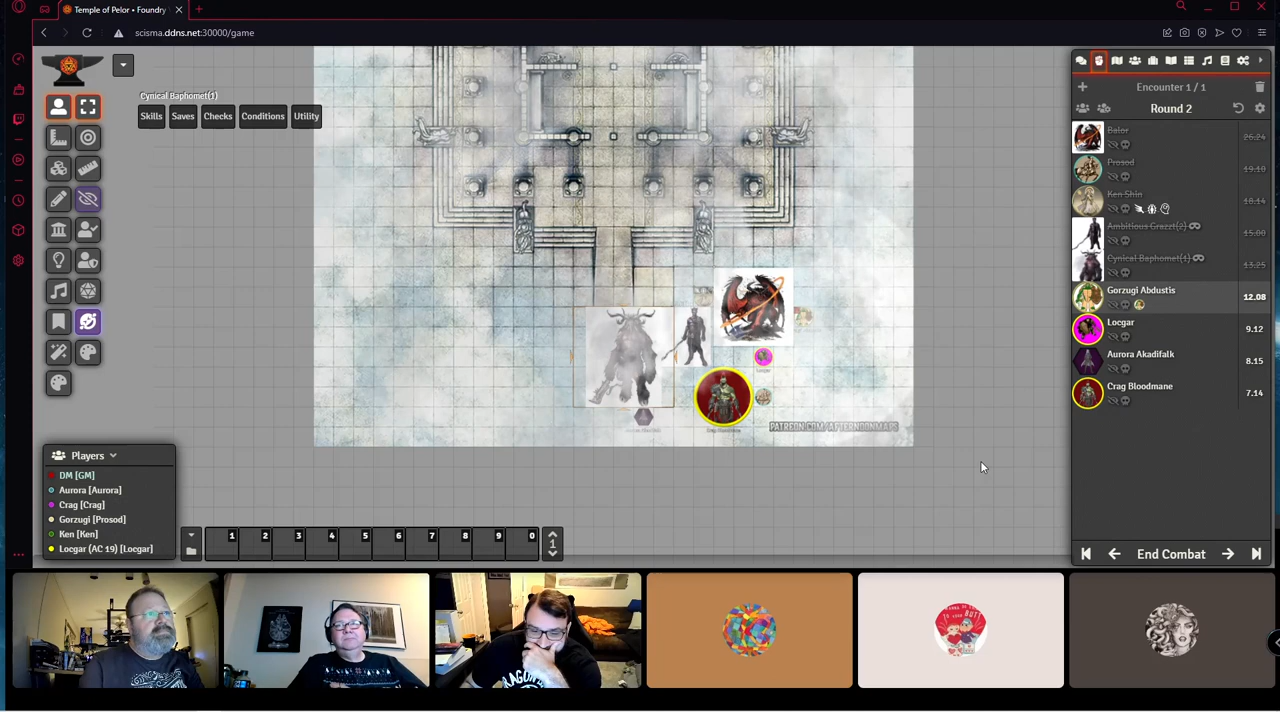 Temple of Pelor • Foundry
scisma.ddns.net:30000/game
Cynical Baphomet(1)
Skills
Saves
Checks
Conditions
Utility
Encounter 1 / 1
Round 2
Balor
26.24
Prosod
19.10
Ken Shin
18.14
Ambitious Grazzt(2)
15.00
Cynical Baphomet(1)
13.25
Gorzugi Abdustis
12.08
Locgar
9.12
Aurora Akadifalk
8.15
Crag Bloodmane
7.14
Locgar
PATREON.COM/AFTERNOONMAPS
Players
DM [GM]
Aurora [Aurora]
Crag [Crag]
Gorzugi [Prosod]
Ken [Ken]
Locgar (AC 19) [Locgar]
1 2 3 4 5 6 7 8 9 0
1
End Combat